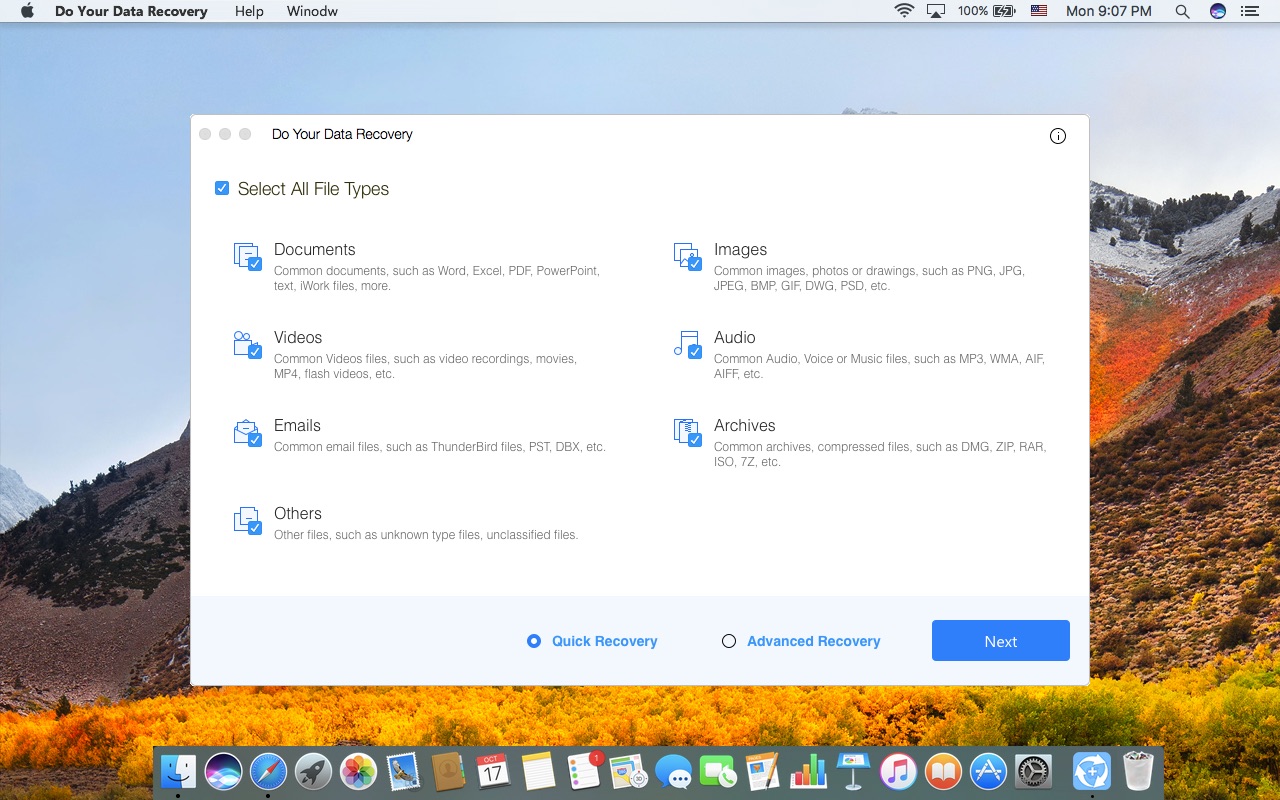 Do Your Data Recovery Help Winodw 100% Mon 9:07 PM
Do Your Data Recovery
Select All File Types
Documents
Common documents, such as Word, Excel, PDF, PowerPoint,
text, iWork files, more.
Images
Common images, photos or drawings, such as PNG, JPG,
JPEG, BMP, GIF, DWG, PSD, etc.
Videos
Common Videos files, such as video recordings, movies,
MP4, flash videos, etc.
Audio
Common Audio, Voice or Music files, such as MP3, WMA, AIF,
AIFF, etc.
Emails
Common email files, such as ThunderBird files, PST, DBX, etc.
Archives
Common archives, compressed files, such as DMG, ZIP, RAR,
ISO, 7Z, etc.
Others
Other files, such as unknown type files, unclassified files.
Quick Recovery Advanced Recovery Next
OCT
17
1
3D